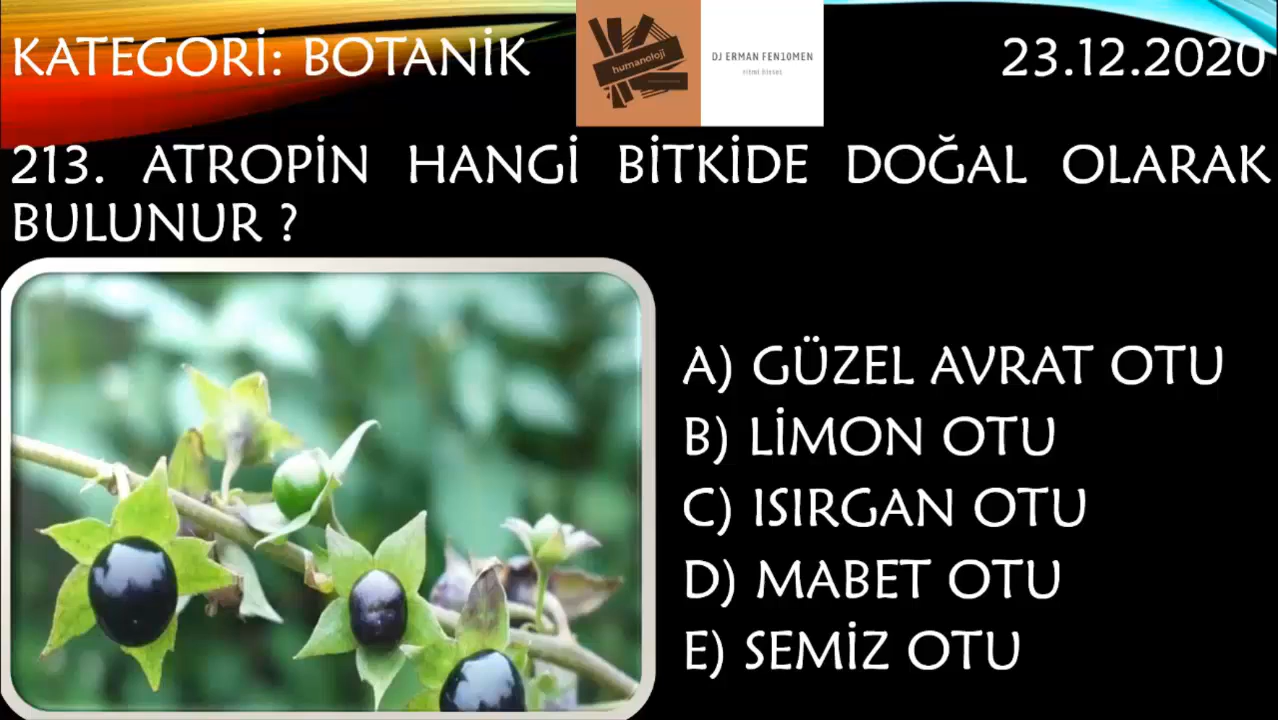 KATEGORİ: BOTANİK
humanoloji
DJ ERMAN FEN10MEN
23.12.2020
213. ATROPİN HANGİ BİTKİDE DOĞAL OLARAK
BULUNUR ?
A) GÜZEL AVRAT OTU
B) LİMON OTU
C) ISIRGAN OTU
D) MABET OTU
E) SEMİZ OTU